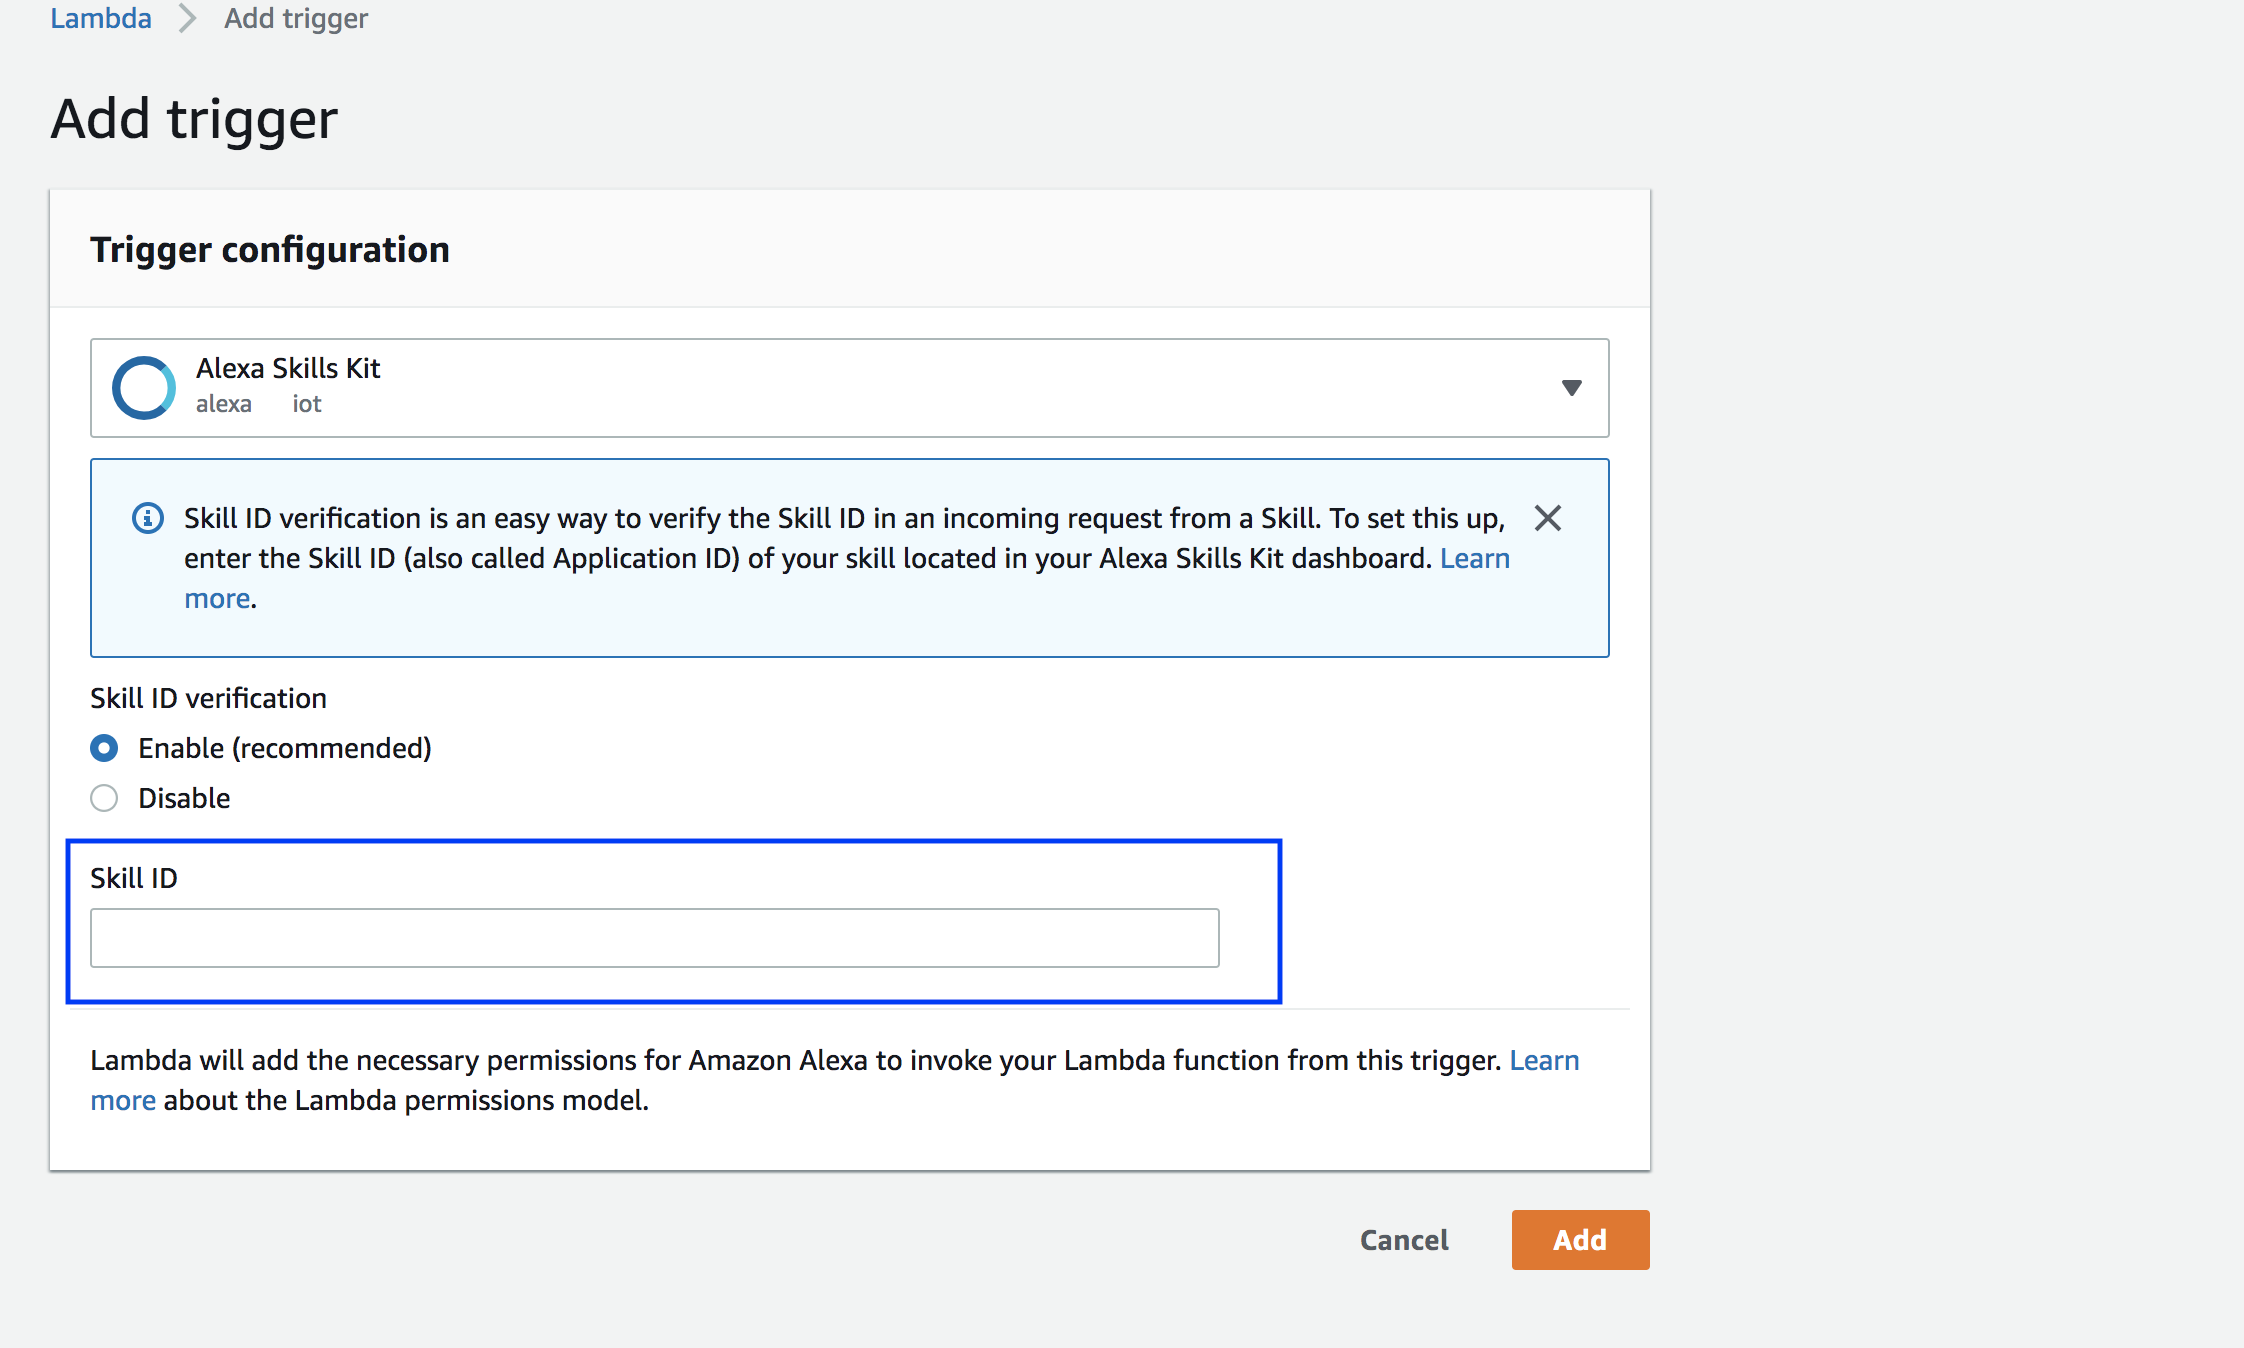 Lambda > Add trigger
Add trigger
Trigger configuration
Alexa Skills Kit
alexa iot
Skill ID verification is an easy way to verify the Skill ID in an incoming request from a Skill. To set this up,
enter the Skill ID (also called Application ID) of your skill located in your Alexa Skills Kit dashboard. Learn
more.
Skill ID verification
Enable (recommended)
Disable
Skill ID
Lambda will add the necessary permissions for Amazon Alexa to invoke your Lambda function from this trigger. Learn
more about the Lambda permissions model.
Cancel Add